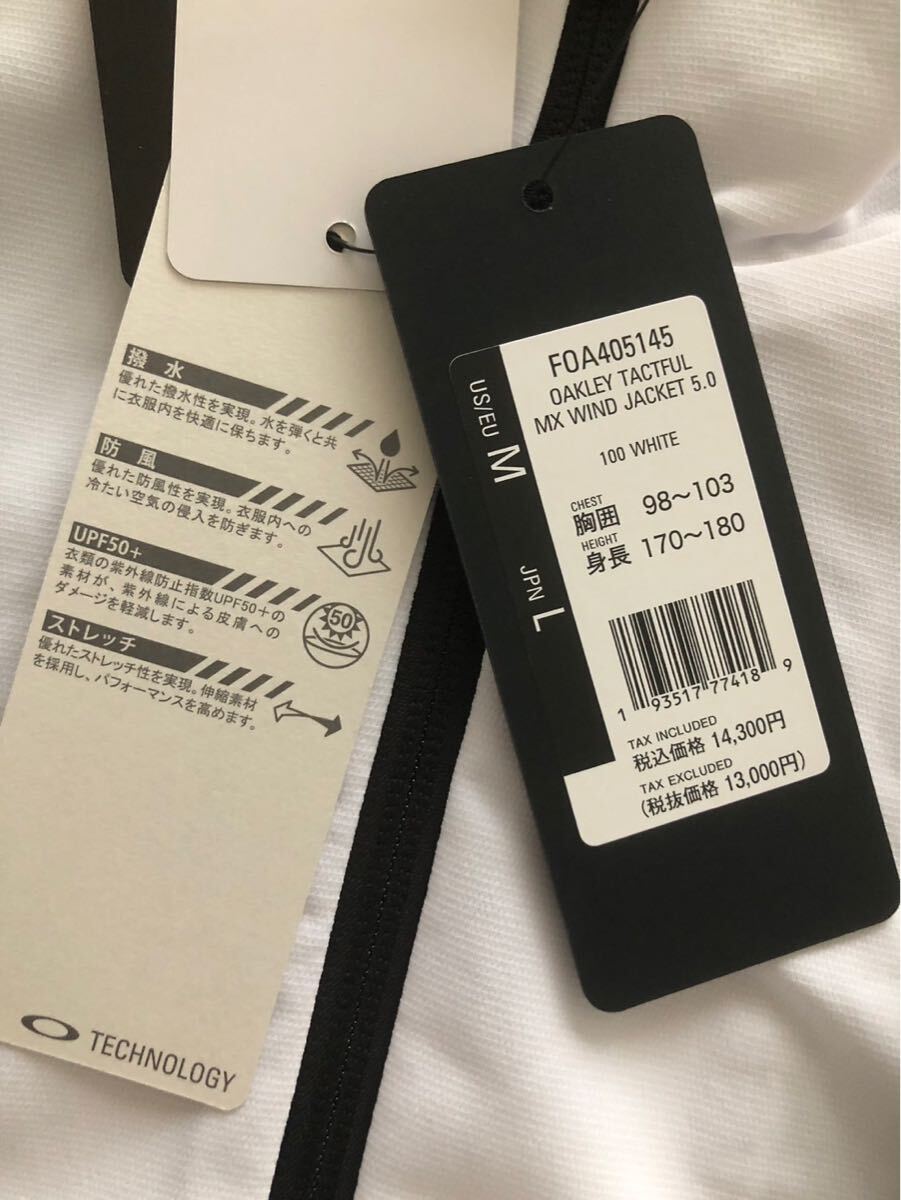 撥水
優れた撥水性を実現。水を弾くと共
に衣服内を快適に保ちます。
防風
優れた防風性を実現。衣服内への
冷たい空気の侵入を防ぎます。
UPF50+
衣類の紫外線防止指数UPF50+の
素材が、紫外線による皮膚への
ダメージを軽減します。
50
ストレッチ
優れたストレッチ性を実現。伸縮素材
を採用し、パフォーマンスを高めます。
TECHNOLOGY
US/EU M
JPN L
FOA405145
OAKLEY TACTFUL
MX WIND JACKET 5.0
100 WHITE
CHEST
胸囲 98〜103
HEIGHT
身長 170〜180
1 93517 77418 9
TAX INCLUDED
税込価格 14,300円
TAX EXCLUDED
(税抜価格 13,000円)